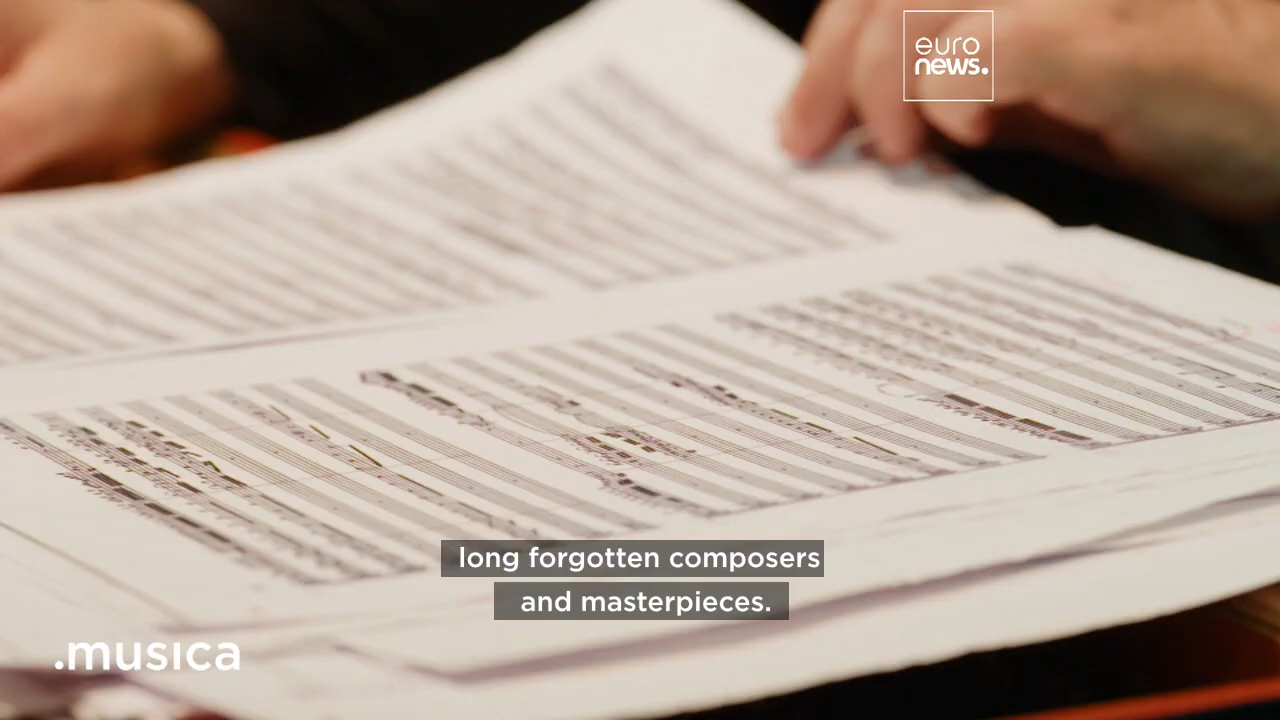 euro
news.
long forgotten composers
and masterpieces.
.musica